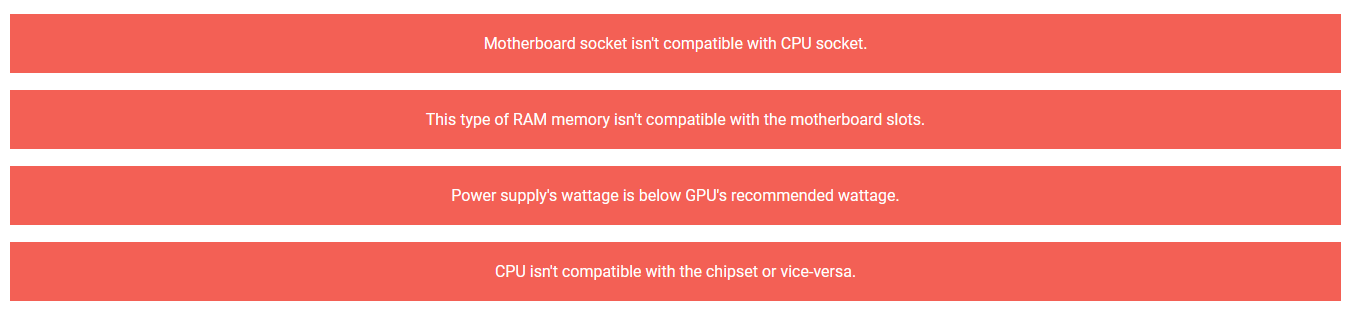 Motherboard socket isn't compatible with CPU socket.
This type of RAM memory isn't compatible with the motherboard slots.
Power supply's wattage is below GPU's recommended wattage.
CPU isn't compatible with the chipset or vice-versa.